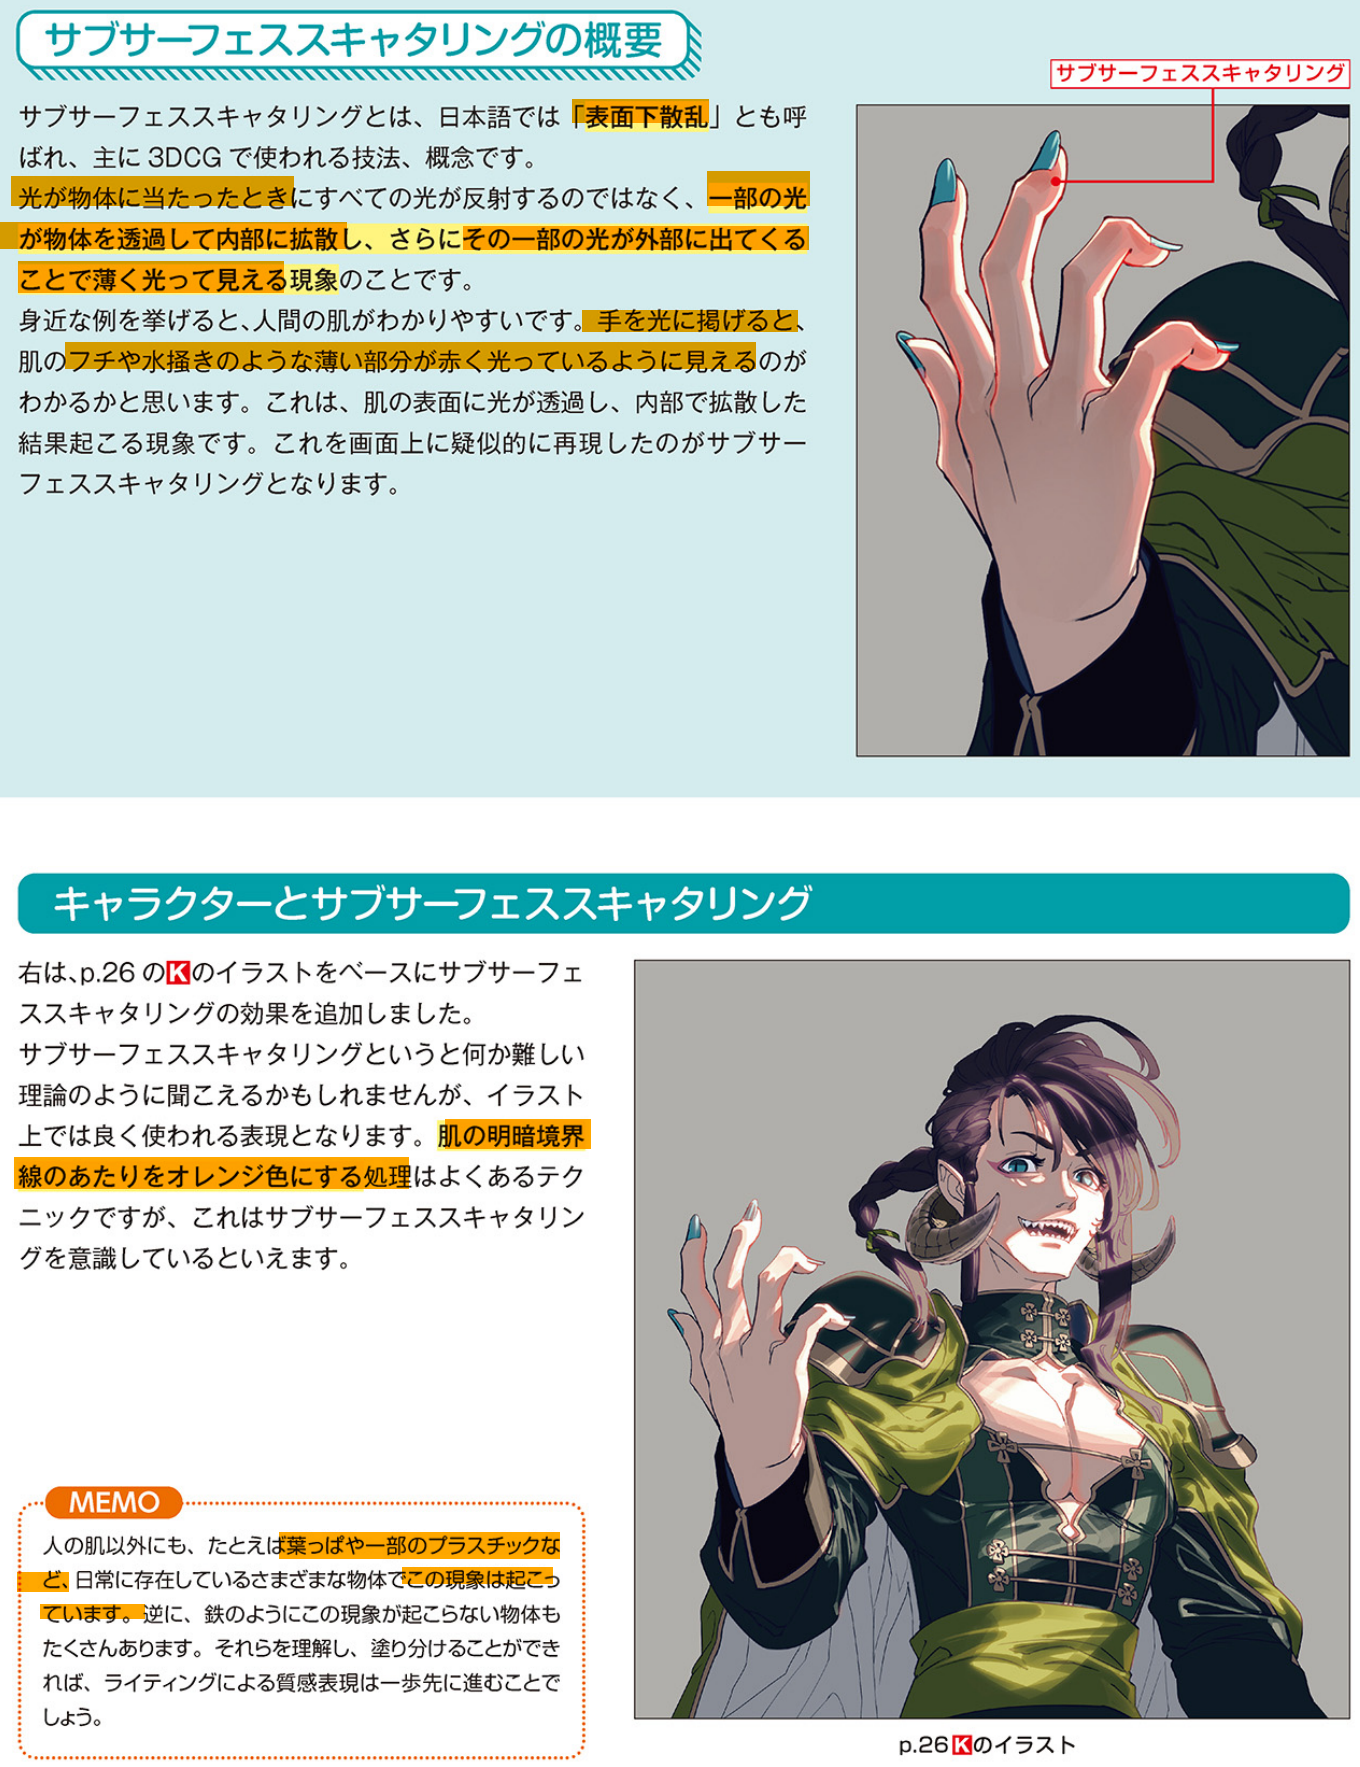 サブサーフェススキャタリングの概要
サブサーフェススキャタリング
サブサーフェススキャタリングとは、日本語では「表面下散乱」とも呼
ばれ、主に 3DCG で使われる技法、概念です。
光が物体に当たったときにすべての光が反射するのではなく、一部の光
が物体を透過して内部に拡散し、さらにその一部の光が外部に出てくる
ことで薄く光って見える現象のことです。
身近な例を挙げると、人間の肌がわかりやすいです。手を光に掲げると、
肌のフチや水掻きのような薄い部分が赤く光っているように見えるのが
わかるかと思います。これは、肌の表面に光が透過し、内部で拡散した
結果起こる現象です。これを画面上に疑似的に再現したのがサブサー
フェススキャタリングとなります。
キャラクターとサブサーフェススキャタリング
右は、p.26 のKのイラストをベースにサブサーフェ
ススキャタリングの効果を追加しました。
サブサーフェススキャタリングというと何か難しい
理論のように聞こえるかもしれませんが、イラスト
上では良く使われる表現となります。肌の明暗境界
線のあたりをオレンジ色にする処理はよくあるテク
ニックですが、これはサブサーフェススキャタリン
グを意識しているといえます。
MEMO
人の肌以外にも、たとえば葉っぱや一部のプラスチックな
ど、日常に存在しているさまざまな物体でこの現象は起こっ
ています。逆に、鉄のようにこの現象が起こらない物体も
たくさんあります。それらを理解し、塗り分けることができ
れば、ライティングによる質感表現は一歩先に進むことで
しょう。
p.26 Kのイラスト